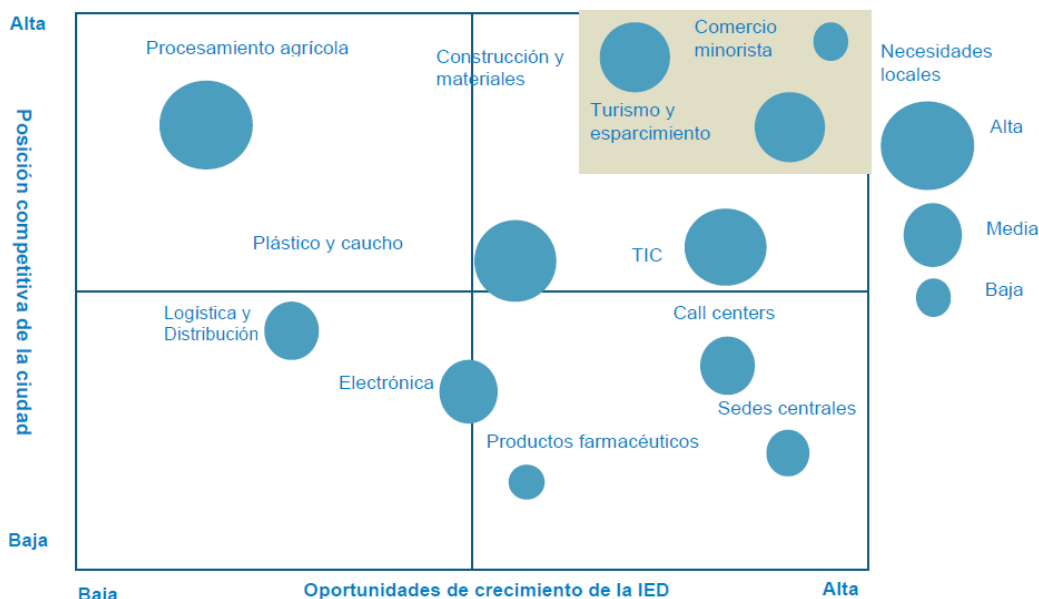 Alta
Procesamiento agrícola
Construcción y
materiales
Comercio
minorista
Necesidades
locales
Turismo y
esparcimiento
Alta
Posición competitiva de la ciudad
Plástico y caucho
TIC
Media
Baja
Logística y
Distribución
Call centers
Electrónica
Sedes centrales
Productos farmacéuticos
Baja
Baja
Oportunidades de crecimiento de la IED
Alta